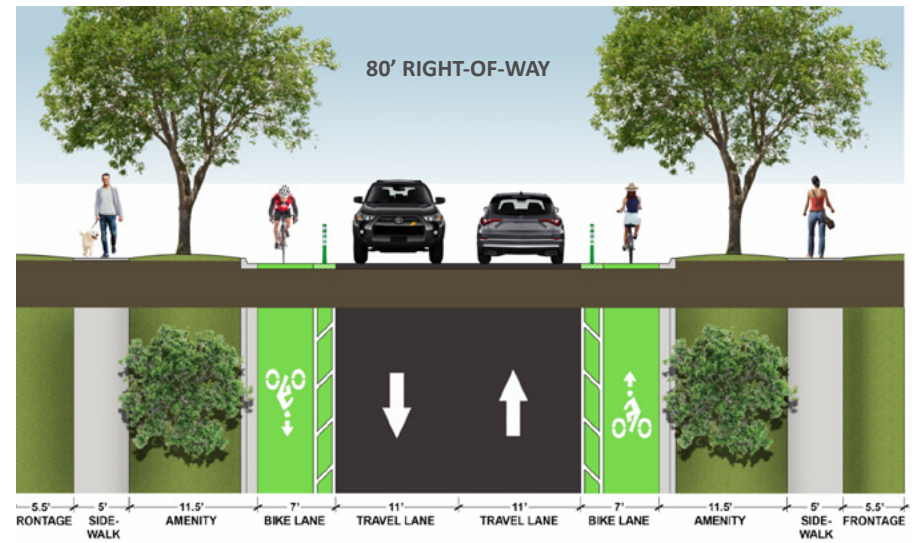 80’ RIGHT-OF-WAY
5.5' 5' 11.5' 7' 11' 11' 7' 11.5' 5' 5.5'
RONTAGE SIDE- AMENITY BIKE LANE TRAVEL LANE TRAVEL LANE BIKE LANE AMENITY SIDE- FRONTAGE
WALK WALK